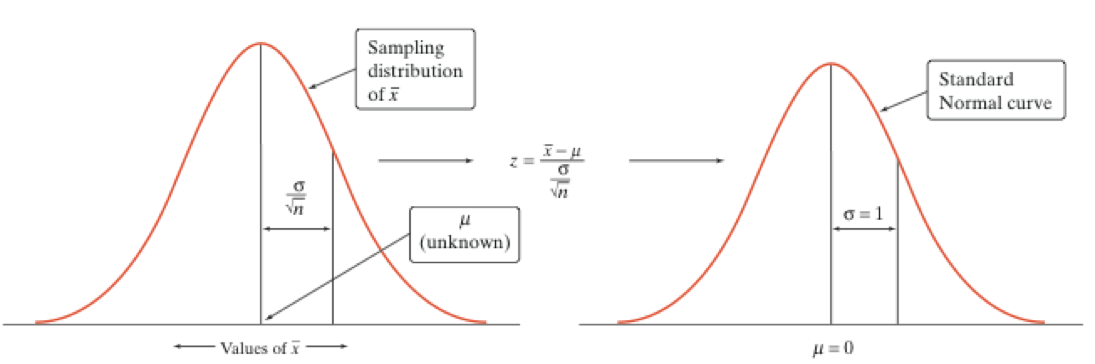 Sampling
distribution
of x̄
σ
√n
μ
(unknown)
Values of x̄
z = x̄ − μ
σ
√n
Standard
Normal curve
σ = 1
μ = 0